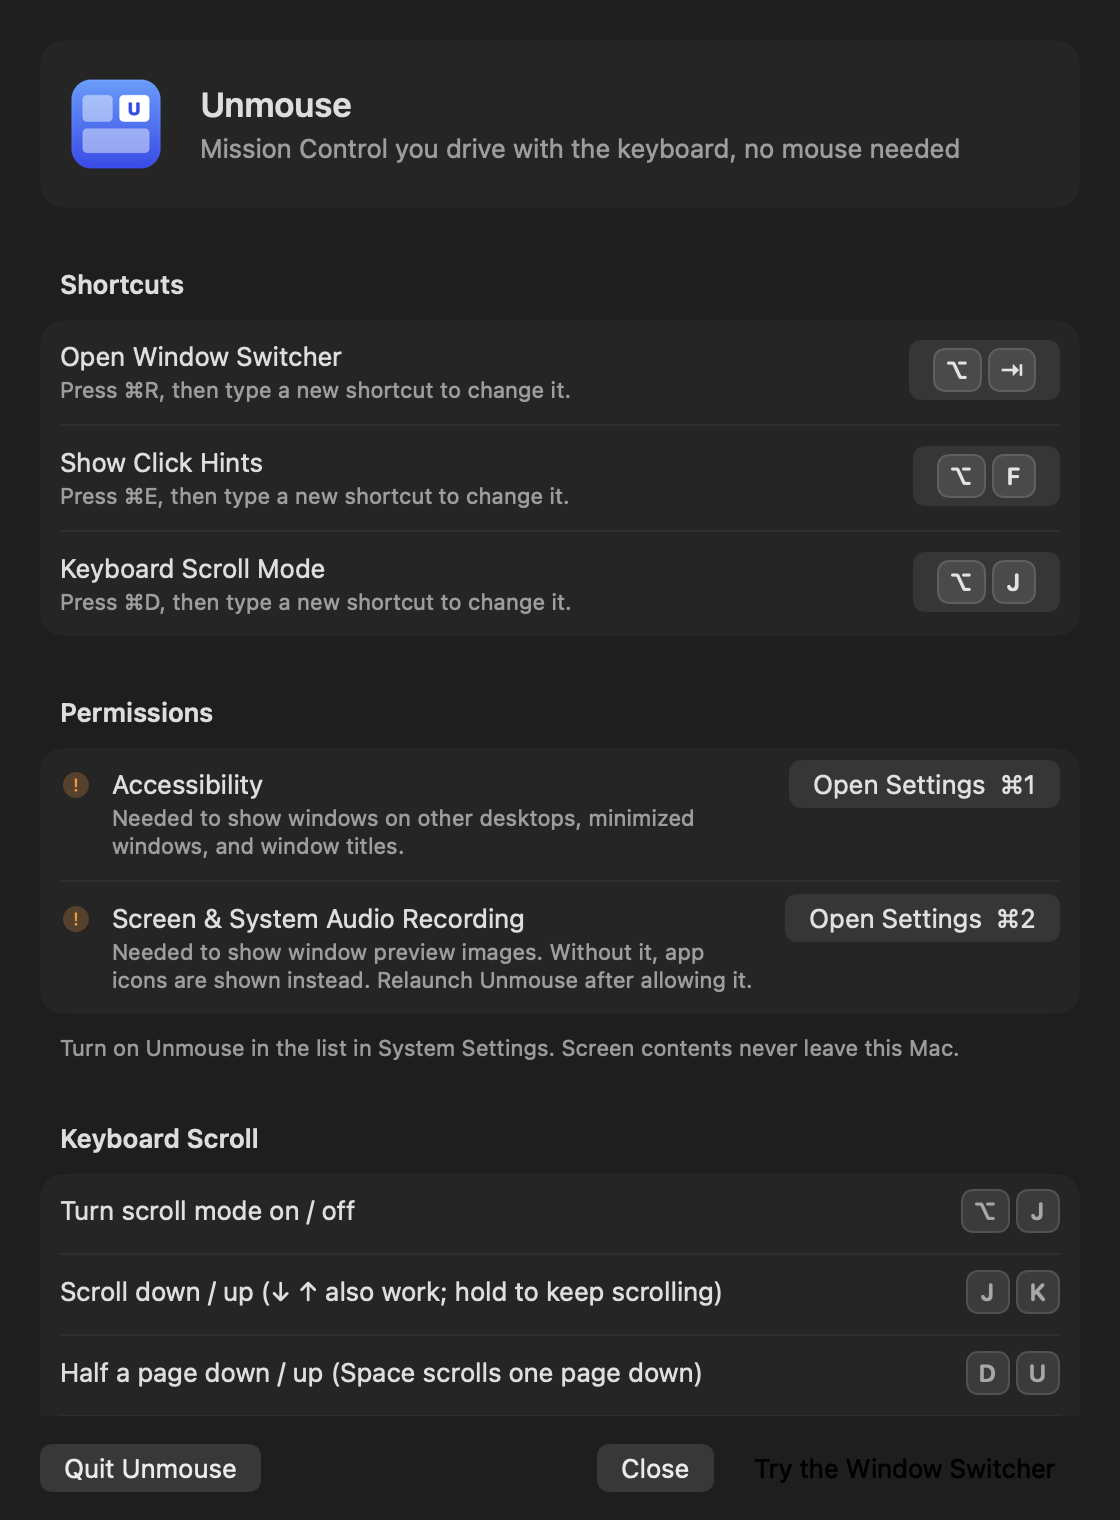 U
Unmouse
Mission Control you drive with the keyboard, no mouse needed
Shortcuts
Open Window Switcher
Press ⌘R, then type a new shortcut to change it.
⌥ ⇥
Show Click Hints
Press ⌘E, then type a new shortcut to change it.
⌥ F
Keyboard Scroll Mode
Press ⌘D, then type a new shortcut to change it.
⌥ J
Permissions
! Accessibility
Needed to show windows on other desktops, minimized
windows, and window titles.
Open Settings ⌘1
! Screen & System Audio Recording
Needed to show window preview images. Without it, app
icons are shown instead. Relaunch Unmouse after allowing it.
Open Settings ⌘2
Turn on Unmouse in the list in System Settings. Screen contents never leave this Mac.
Keyboard Scroll
Turn scroll mode on / off ⌥ J
Scroll down / up (↓ ↑ also work; hold to keep scrolling) J K
Half a page down / up (Space scrolls one page down) D U
Quit Unmouse Close Try the Window Switcher